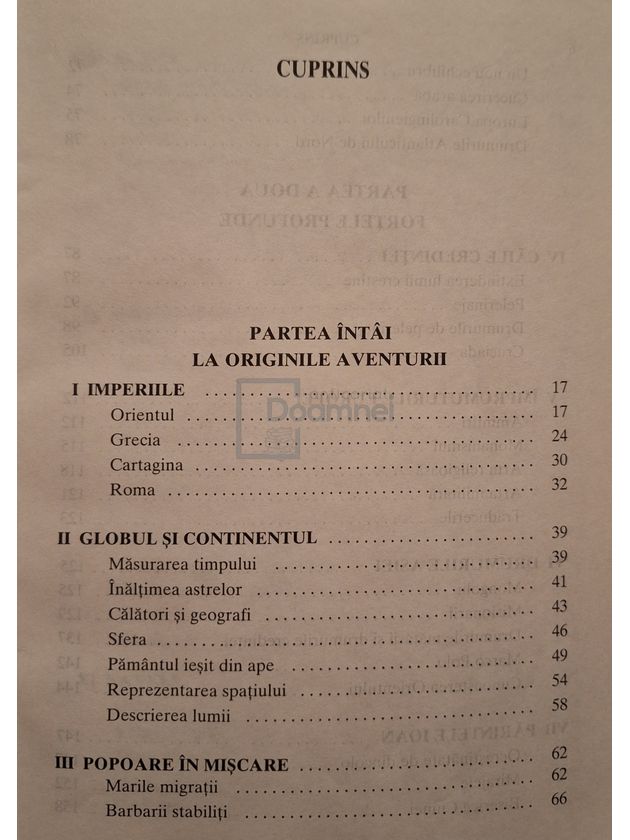 CUPRINS
PARTEA ÎNTÂI
LA ORIGINILE AVENTURII
I IMPERIILE ........ 17
Orientul ........ 17
Grecia ........ 24
Cartagina ........ 30
Roma ........ 32
II GLOBUL ȘI CONTINENTUL ........ 39
Măsurarea timpului ........ 39
Înălțimea astrelor ........ 41
Călători și geografi ........ 43
Sfera ........ 46
Pământul ieșit din ape ........ 49
Reprezentarea spațiului ........ 54
Descrierea lumii ........ 58
III POPOARE ÎN MIȘCARE ........ 62
Marile migrații ........ 62
Barbarii stabiliți ........ 66